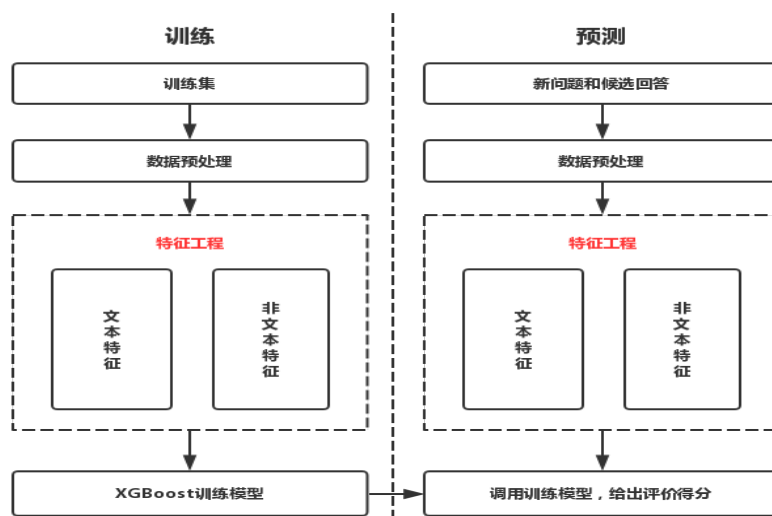 训练
训练集
数据预处理
特征工程
文本特征
非文本特征
XGBoost训练模型
预测
新问题和候选回答
数据预处理
特征工程
文本特征
非文本特征
调用训练模型，给出评价得分